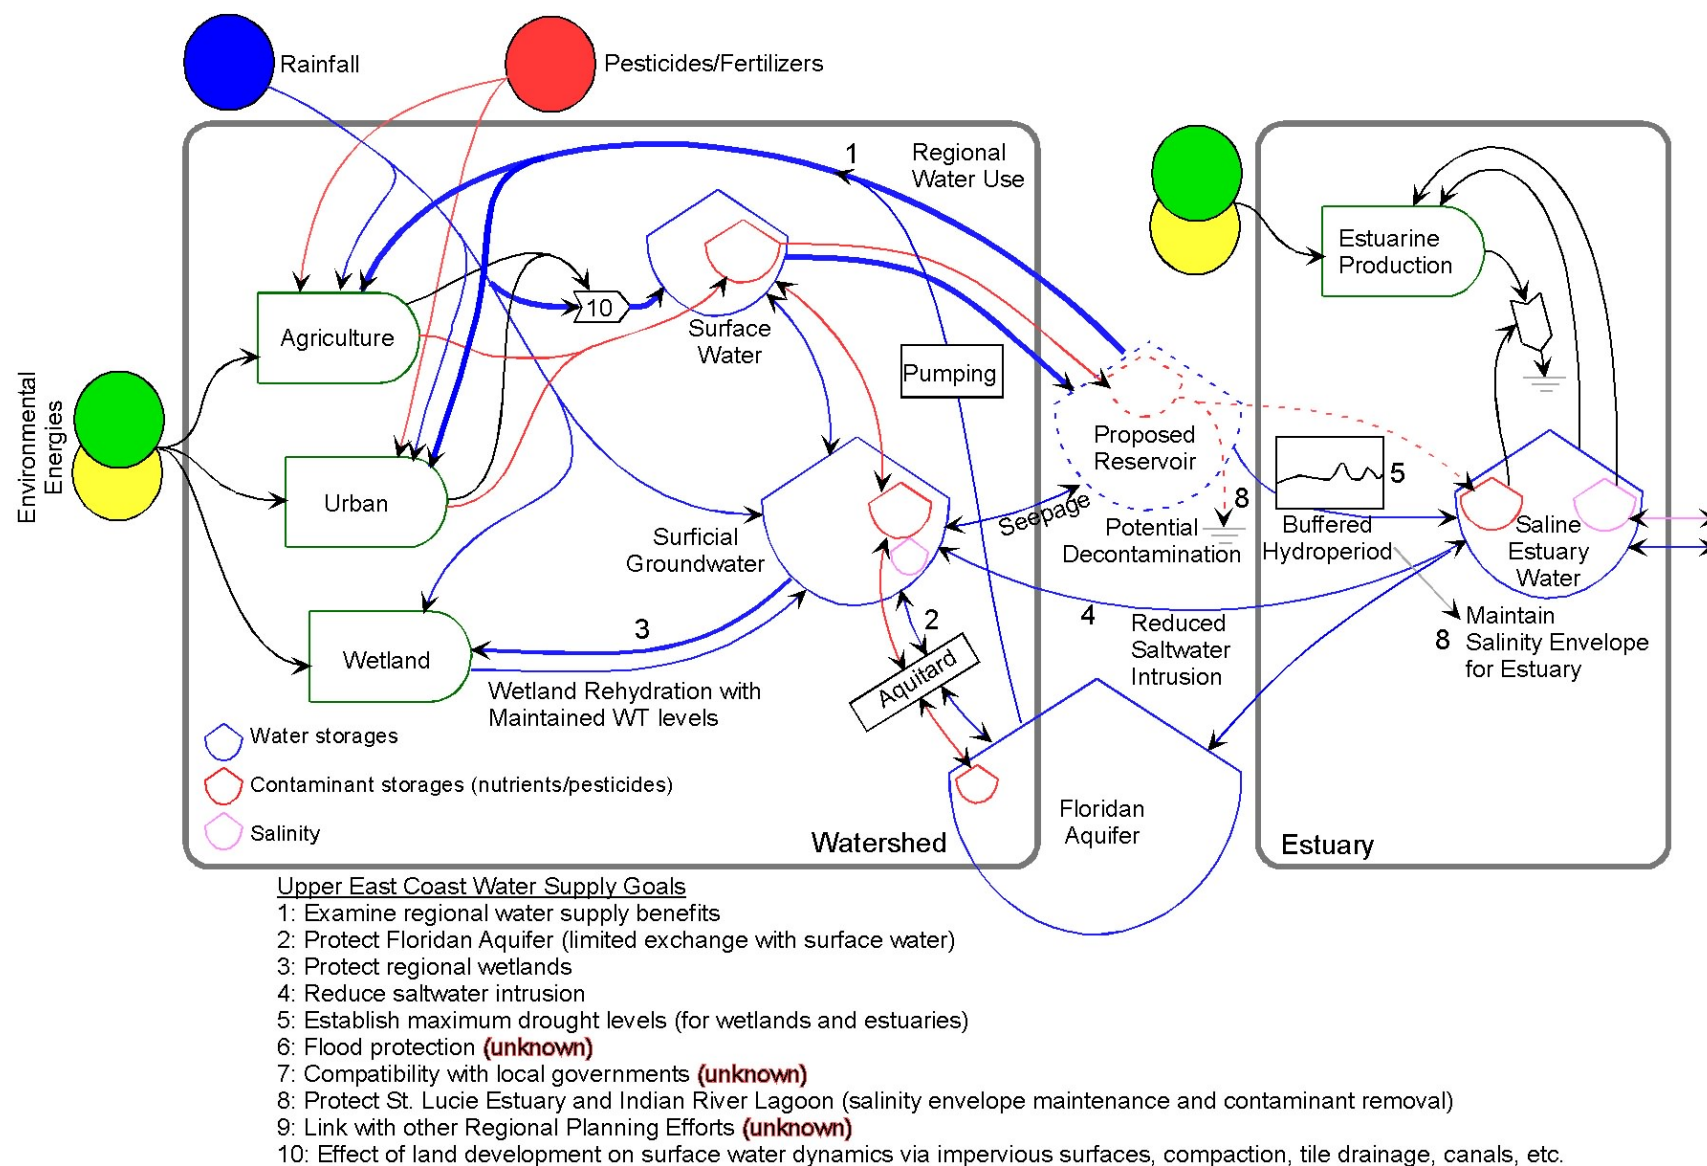 Rainfall
Pesticides/Fertilizers
1
Regional
Water Use
Estuarine
Production
10
Agriculture
Surface
Water
Pumping
Environmental
Energies
Proposed
Reservoir
5
8
Urban
Seepage
Potential
Decontamination
Buffered
Hydroperiod
Saline
Estuary
Water
Surficial
Groundwater
2
3
4
Reduced
Saltwater
Intrusion
8
Maintain
Salinity Envelope
for Estuary
Wetland
Aquitard
Wetland Rehydration with
Maintained WT levels
Water storages
Contaminant storages (nutrients/pesticides)
Salinity
Floridan
Aquifer
Watershed
Estuary
Upper East Coast Water Supply Goals
1: Examine regional water supply benefits
2: Protect Floridan Aquifer (limited exchange with surface water)
3: Protect regional wetlands
4: Reduce saltwater intrusion
5: Establish maximum drought levels (for wetlands and estuaries)
6: Flood protection (unknown)
7: Compatibility with local governments (unknown)
8: Protect St. Lucie Estuary and Indian River Lagoon (salinity envelope maintenance and contaminant removal)
9: Link with other Regional Planning Efforts (unknown)
10: Effect of land development on surface water dynamics via impervious surfaces, compaction, tile drainage, canals, etc.